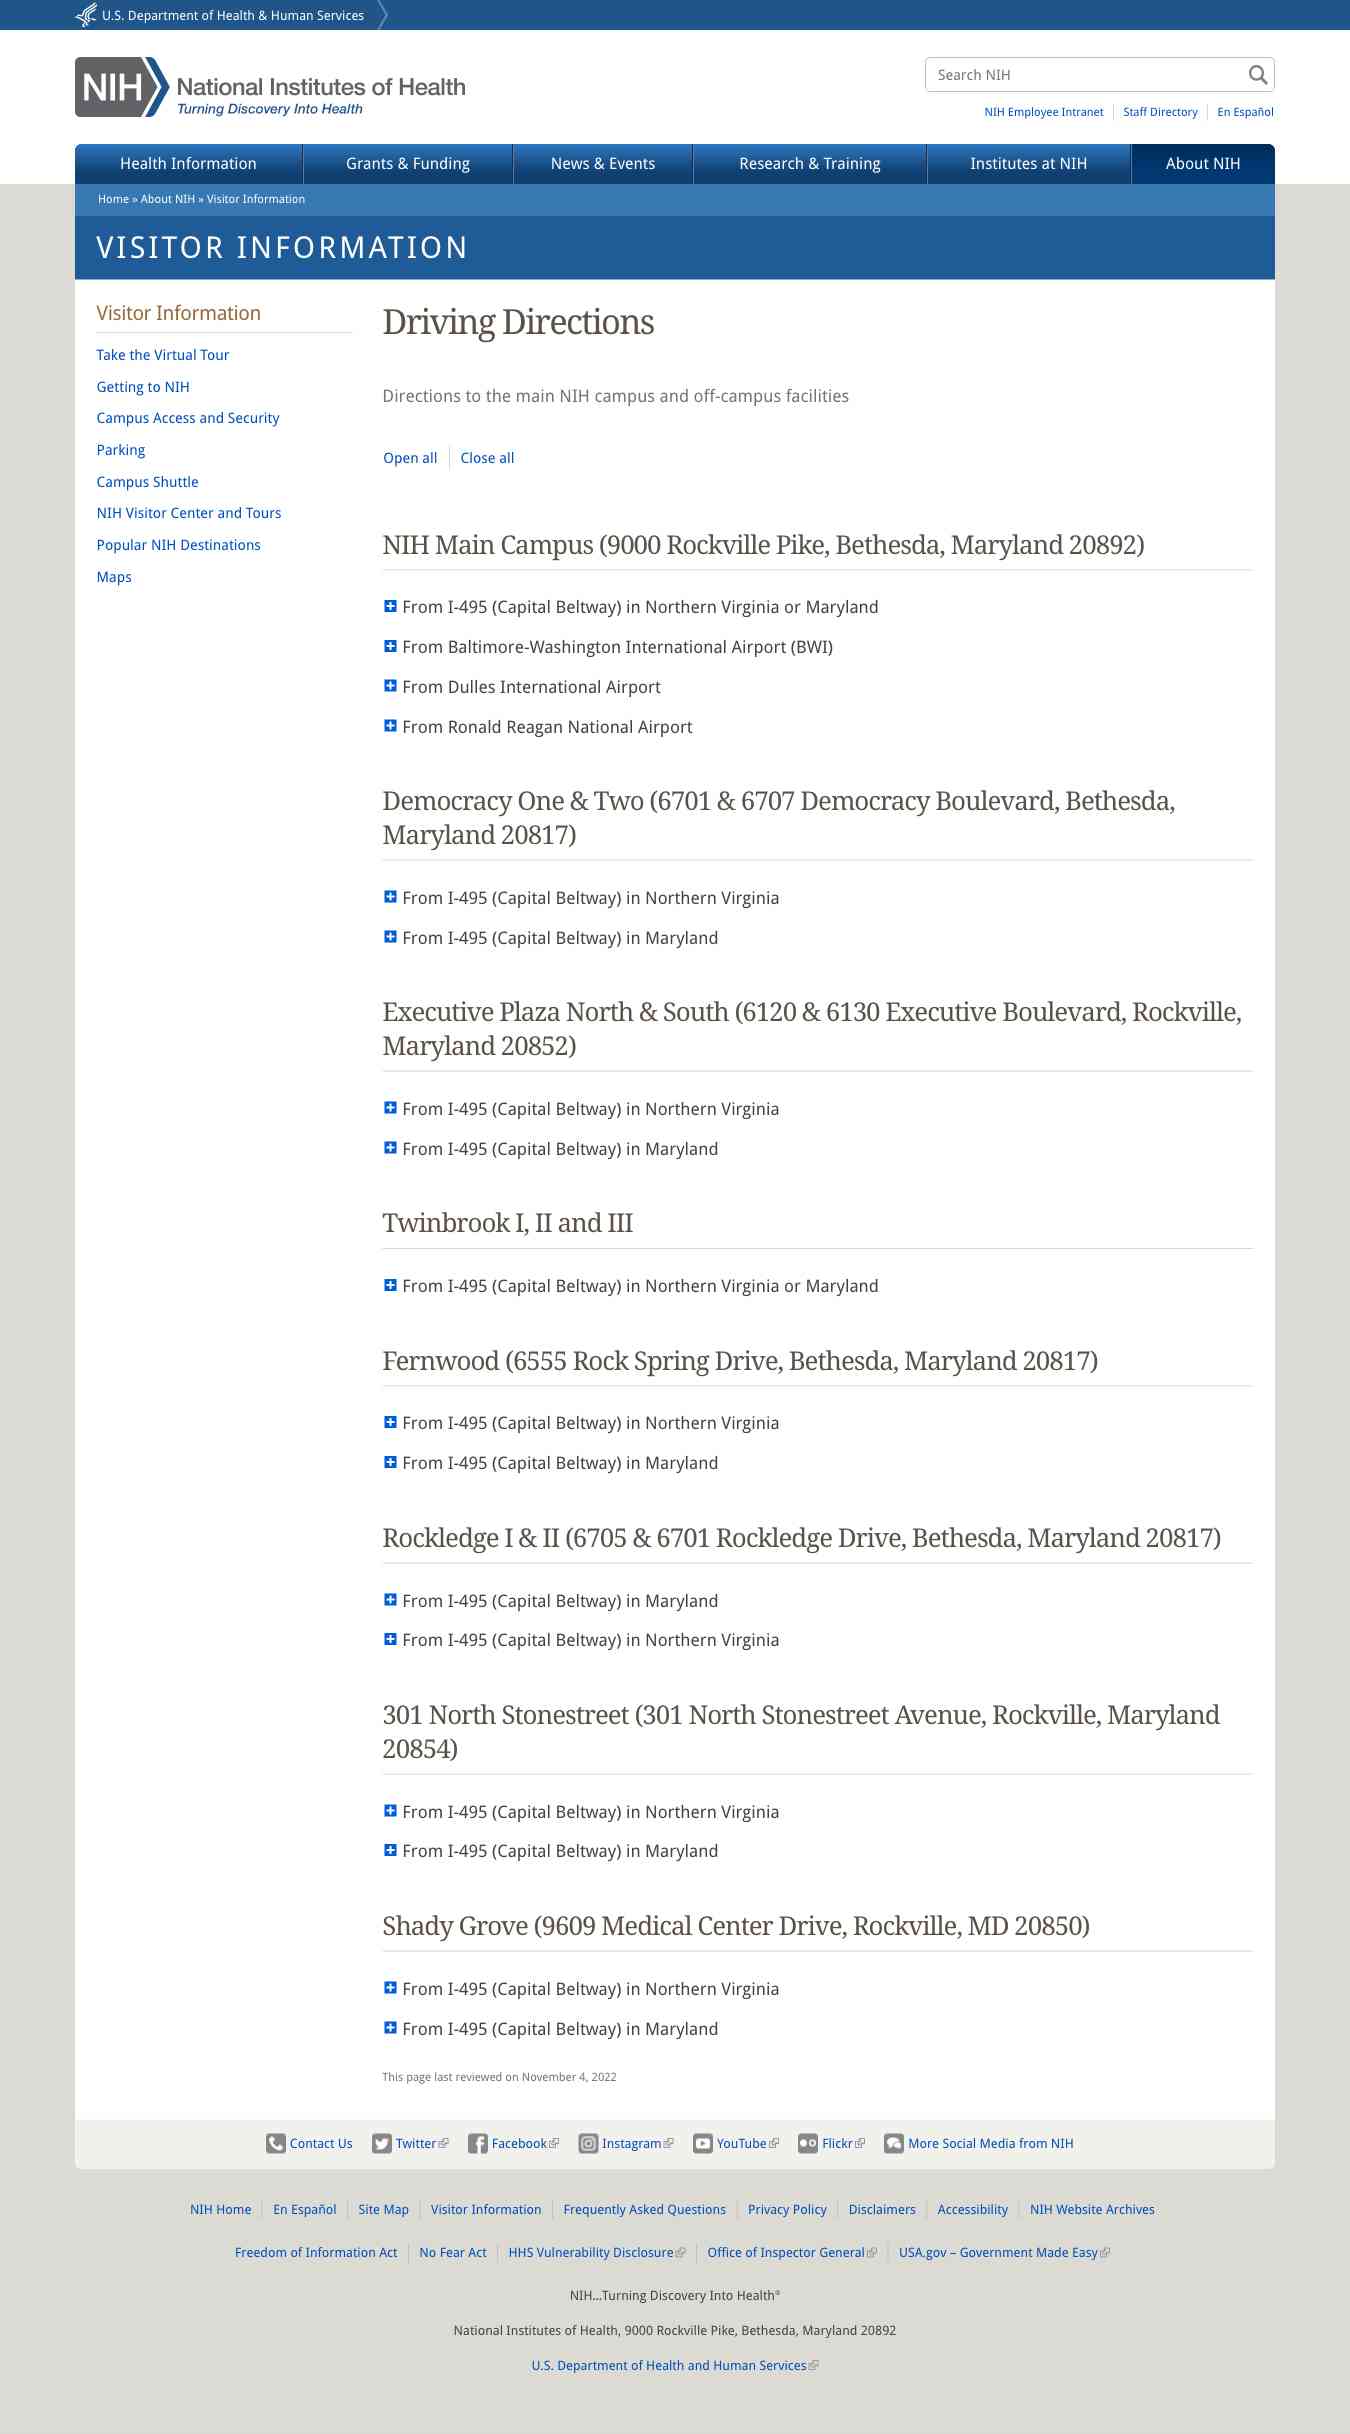 U.S. Department of Health & Human Services
NIH National Institutes of Health
Turning Discovery Into Health
Search NIH
NIH Employee Intranet Staff Directory En Español
Health Information Grants & Funding News & Events Research & Training Institutes at NIH About NIH
Home » About NIH » Visitor Information
VISITOR INFORMATION
Visitor Information
Take the Virtual Tour
Getting to NIH
Campus Access and Security
Parking
Campus Shuttle
NIH Visitor Center and Tours
Popular NIH Destinations
Maps
Driving Directions
Directions to the main NIH campus and off-campus facilities
Open all Close all
NIH Main Campus (9000 Rockville Pike, Bethesda, Maryland 20892)
From I-495 (Capital Beltway) in Northern Virginia or Maryland
From Baltimore-Washington International Airport (BWI)
From Dulles International Airport
From Ronald Reagan National Airport
Democracy One & Two (6701 & 6707 Democracy Boulevard, Bethesda,
Maryland 20817)
From I-495 (Capital Beltway) in Northern Virginia
From I-495 (Capital Beltway) in Maryland
Executive Plaza North & South (6120 & 6130 Executive Boulevard, Rockville,
Maryland 20852)
From I-495 (Capital Beltway) in Northern Virginia
From I-495 (Capital Beltway) in Maryland
Twinbrook I, II and III
From I-495 (Capital Beltway) in Northern Virginia or Maryland
Fernwood (6555 Rock Spring Drive, Bethesda, Maryland 20817)
From I-495 (Capital Beltway) in Northern Virginia
From I-495 (Capital Beltway) in Maryland
Rockledge I & II (6705 & 6701 Rockledge Drive, Bethesda, Maryland 20817)
From I-495 (Capital Beltway) in Maryland
From I-495 (Capital Beltway) in Northern Virginia
301 North Stonestreet (301 North Stonestreet Avenue, Rockville, Maryland
20854)
From I-495 (Capital Beltway) in Northern Virginia
From I-495 (Capital Beltway) in Maryland
Shady Grove (9609 Medical Center Drive, Rockville, MD 20850)
From I-495 (Capital Beltway) in Northern Virginia
From I-495 (Capital Beltway) in Maryland
This page last reviewed on November 4, 2022
Contact Us Twitter Facebook Instagram YouTube Flickr More Social Media from NIH
NIH Home En Español Site Map Visitor Information Frequently Asked Questions Privacy Policy Disclaimers Accessibility NIH Website Archives
Freedom of Information Act No Fear Act HHS Vulnerability Disclosure Office of Inspector General USA.gov – Government Made Easy
NIH...Turning Discovery Into Health®
National Institutes of Health, 9000 Rockville Pike, Bethesda, Maryland 20892
U.S. Department of Health and Human Services